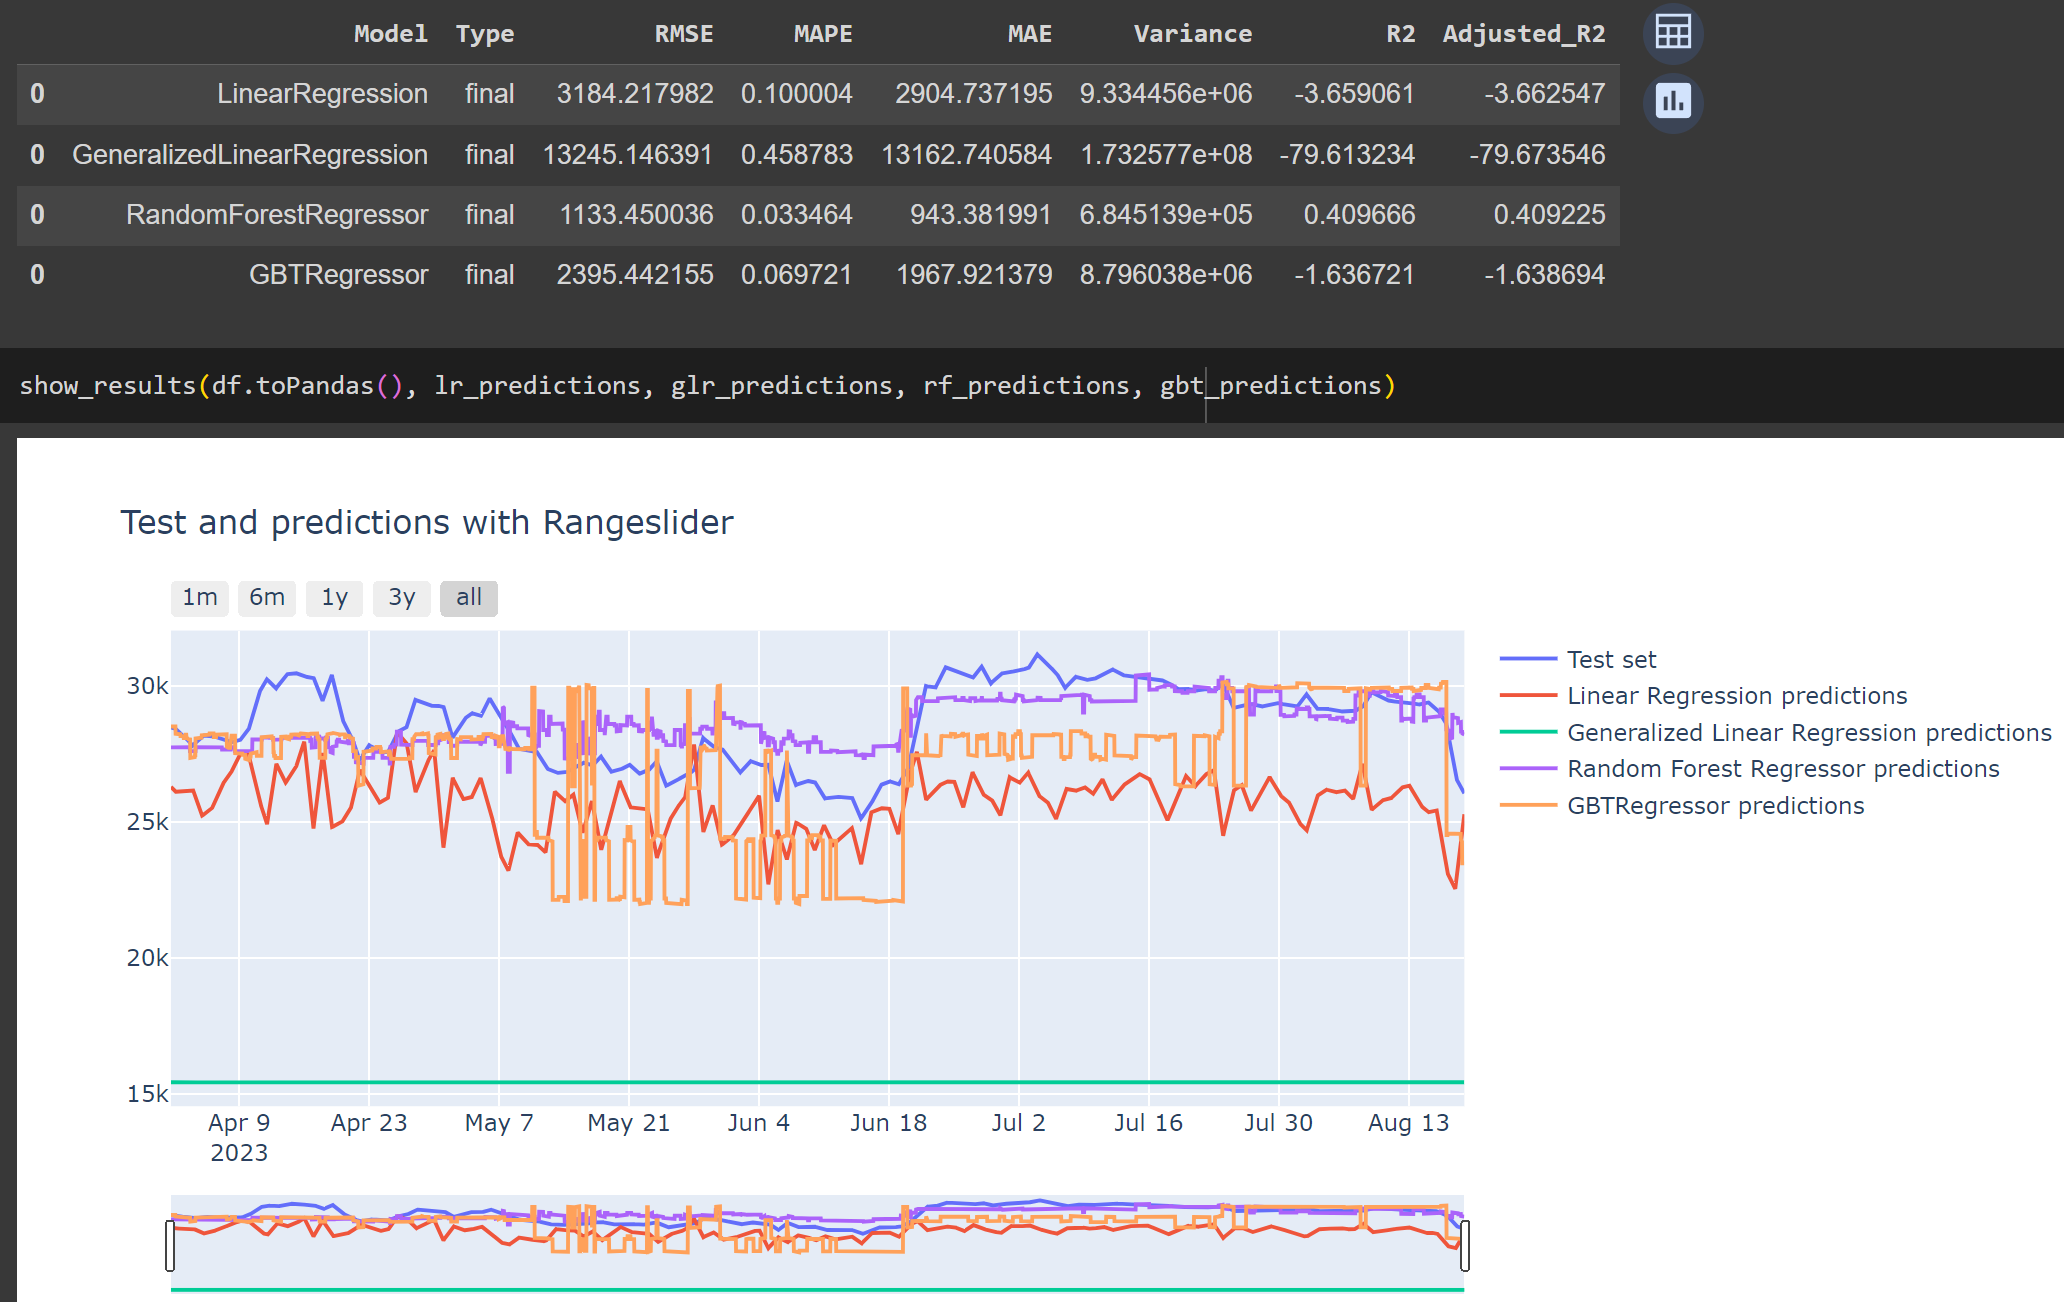 Model Type RMSE MAPE MAE Variance R2 Adjusted_R2
0 LinearRegression final 3184.217982 0.100004 2904.737195 9.334456e+06 -3.659061 -3.662547
0 GeneralizedLinearRegression final 13245.146391 0.458783 13162.740584 1.732577e+08 -79.613234 -79.673546
0 RandomForestRegressor final 1133.450036 0.033464 943.381991 6.845139e+05 0.409666 0.409225
0 GBTRegressor final 2395.442155 0.069721 1967.921379 8.796038e+06 -1.636721 -1.638694
show_results(df.toPandas(), lr_predictions, glr_predictions, rf_predictions, gbt_predictions)
Test and predictions with Rangeslider
1m 6m 1y 3y all
Test set
Linear Regression predictions
Generalized Linear Regression predictions
Random Forest Regressor predictions
GBTRegressor predictions
30k
25k
20k
15k
Apr 9 Apr 23 May 7 May 21 Jun 4 Jun 18 Jul 2 Jul 16 Jul 30 Aug 13
2023